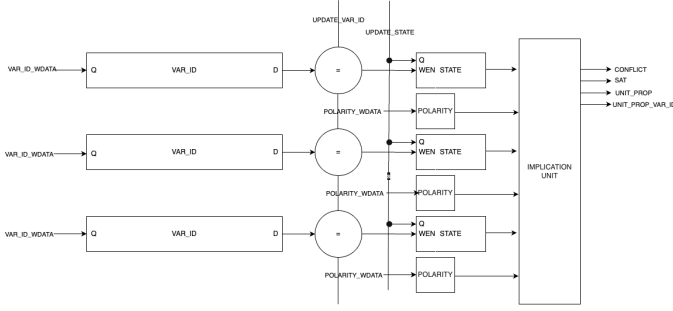 UPDATE_VAR_ID
UPDATE_STATE
VAR_ID_WDATA
Q VAR_ID D
=
Q
WEN STATE
POLARITY_WDATA
POLARITY
VAR_ID_WDATA
Q VAR_ID D
=
Q
WEN STATE
POLARITY_WDATA
POLARITY
VAR_ID_WDATA
Q VAR_ID D
=
Q
WEN STATE
POLARITY_WDATA
POLARITY
IMPLICATION
UNIT
CONFLICT
SAT
UNIT_PROP
UNIT_PROP_VAR_ID